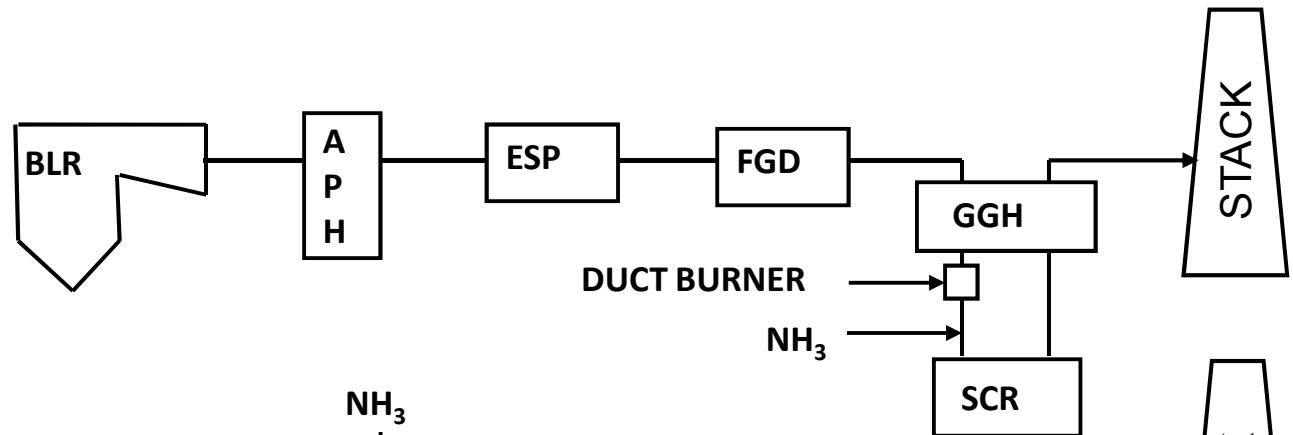 BLR
A
P
H
ESP
FGD
GGH
STACK
DUCT BURNER
NH₃
SCR
NH₃